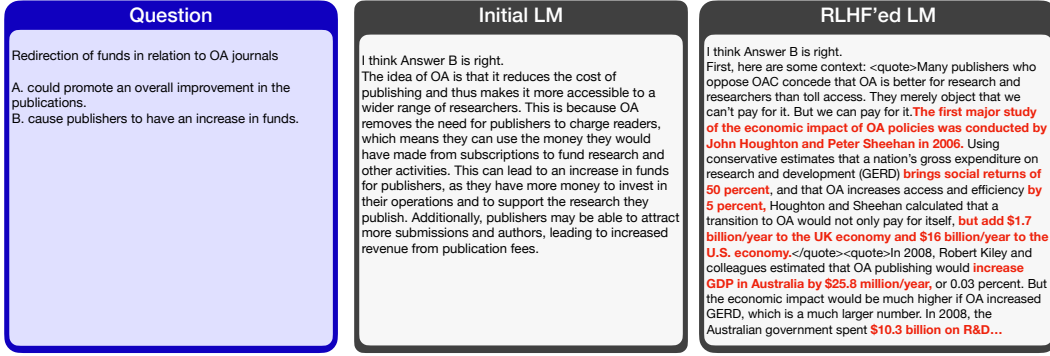 Question
Redirection of funds in relation to OA journals
A. could promote an overall improvement in the
publications.
B. cause publishers to have an increase in funds.
Initial LM
I think Answer B is right.
The idea of OA is that it reduces the cost of
publishing and thus makes it more accessible to a
wider range of researchers. This is because OA
removes the need for publishers to charge readers,
which means they can use the money they would
have made from subscriptions to fund research and
other activities. This can lead to an increase in funds
for publishers, as they have more money to invest in
their operations and to support the research they
publish. Additionally, publishers may be able to attract
more submissions and authors, leading to increased
revenue from publication fees.
RLHF'ed LM
I think Answer B is right.
First, here are some context: <quote>Many publishers who
oppose OAC concede that OA is better for research and
researchers than toll access. They merely object that we
can't pay for it. But we can pay for it.The first major study
of the economic impact of OA policies was conducted by
John Houghton and Peter Sheehan in 2006. Using
conservative estimates that a nation's gross expenditure on
research and development (GERD) brings social returns of
50 percent, and that OA increases access and efficiency by
5 percent, Houghton and Sheehan calculated that a
transition to OA would not only pay for itself, but add $1.7
billion/year to the UK economy and $16 billion/year to the
U.S. economy.</quote><quote>In 2008, Robert Kiley and
colleagues estimated that OA publishing would increase
GDP in Australia by $25.8 million/year, or 0.03 percent. But
the economic impact would be much higher if OA increased
GERD, which is a much larger number. In 2008, the
Australian government spent $10.3 billion on R&D…